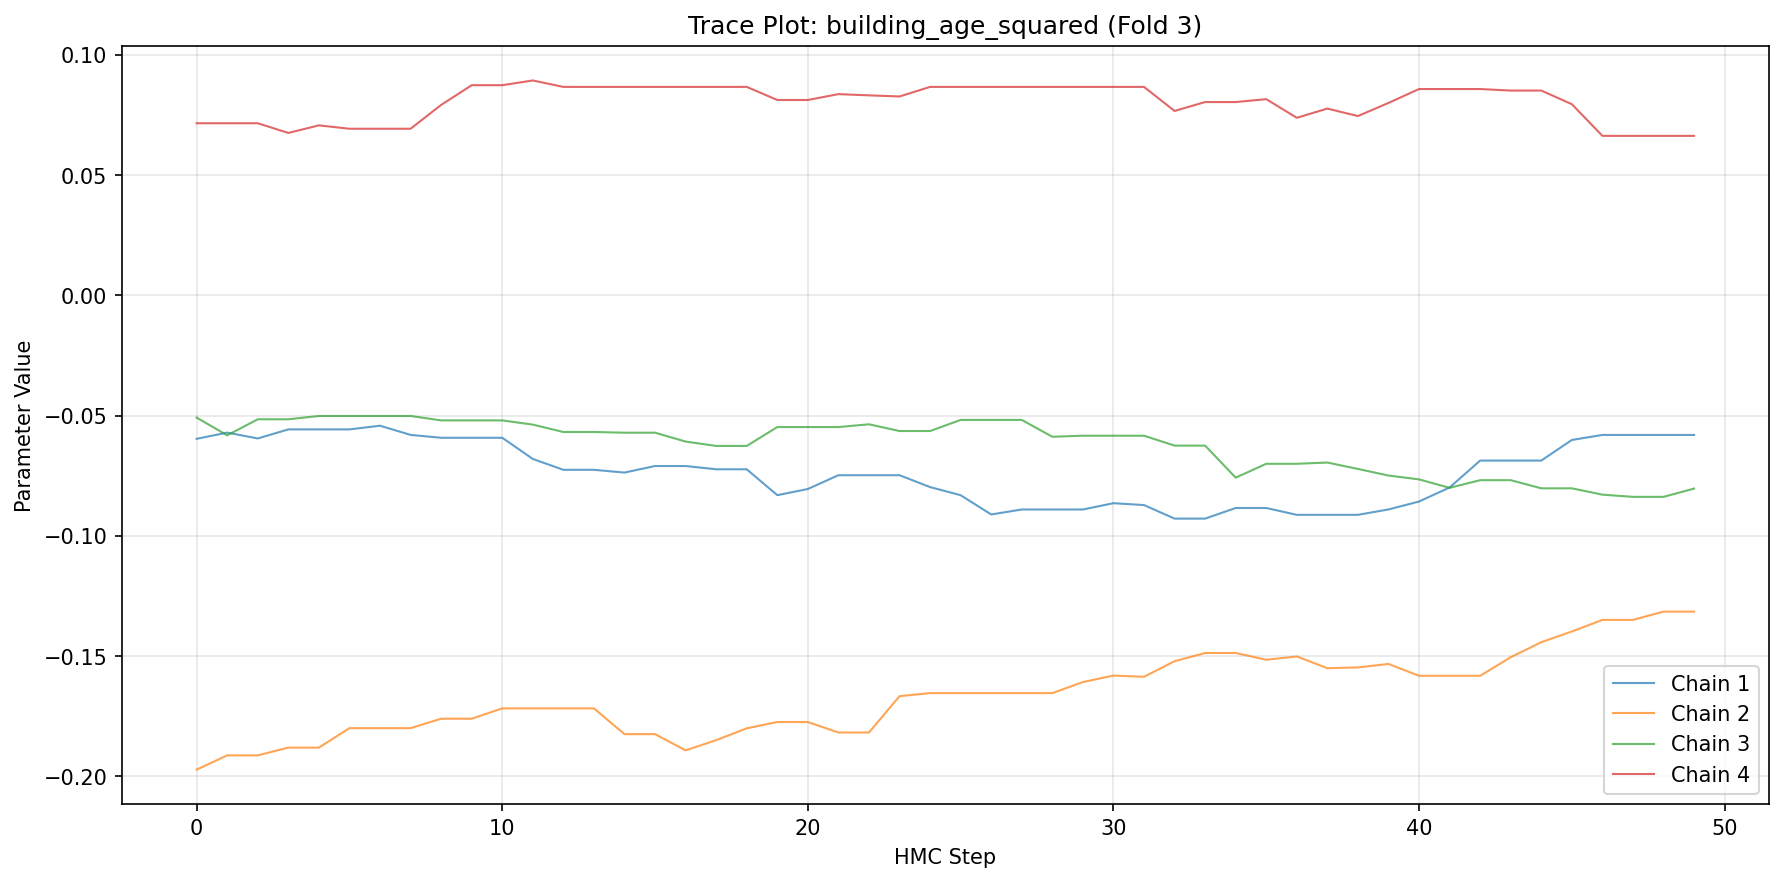 Trace Plot: building_age_squared (Fold 3)
Parameter Value
0.10
0.05
0.00
−0.05
−0.10
−0.15
−0.20
0 10 20 30 40 50
HMC Step
Chain 1
Chain 2
Chain 3
Chain 4